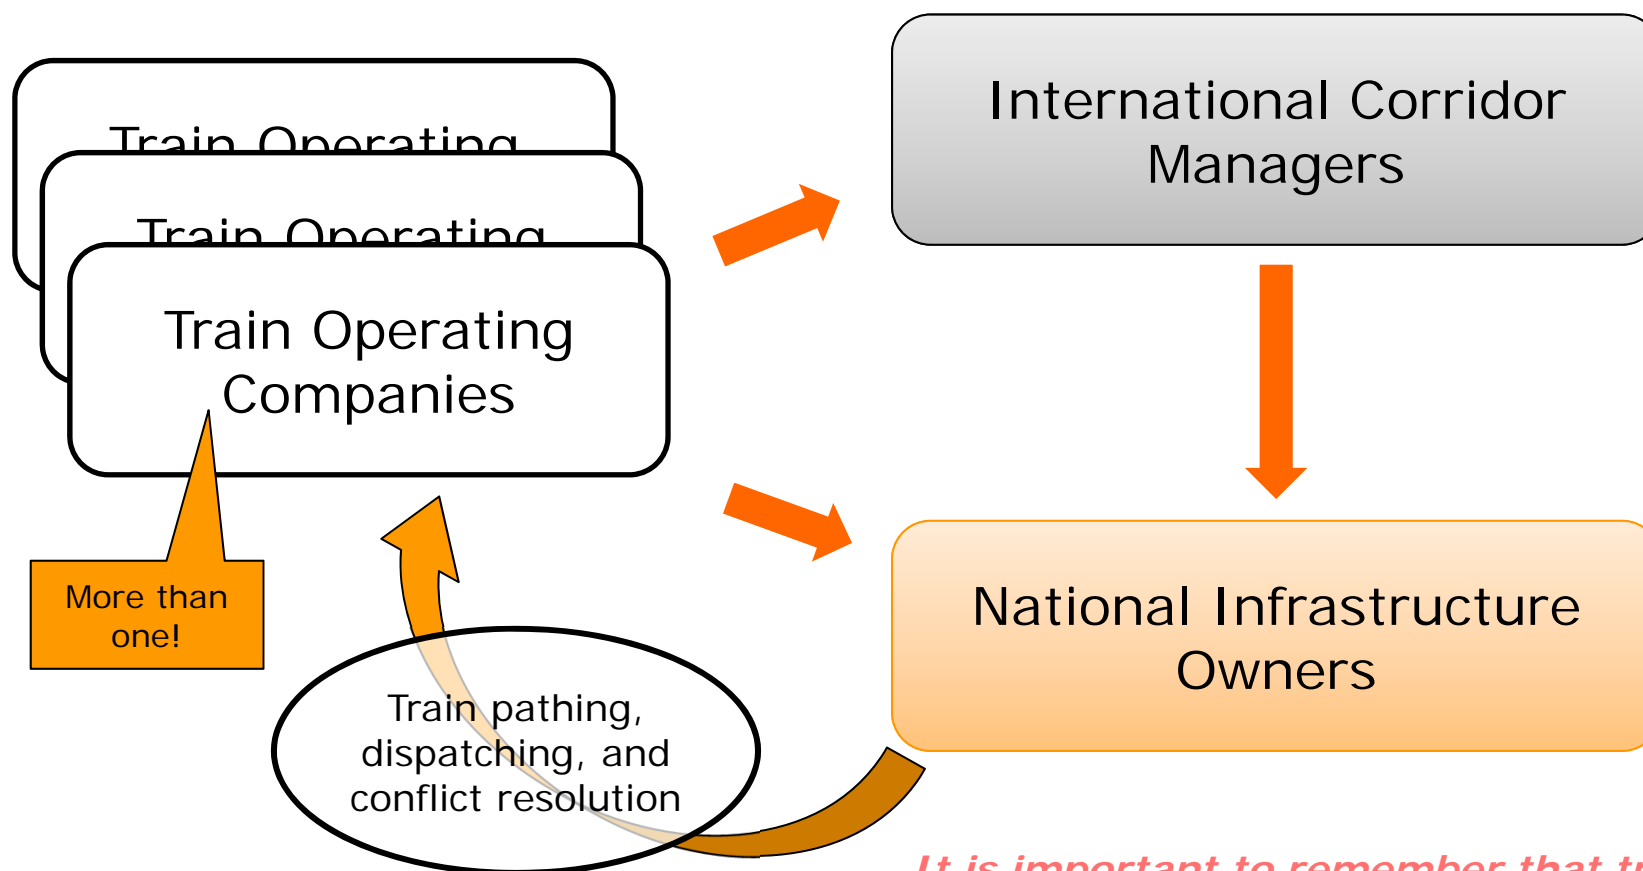 Train Operating
Train Operating
Train Operating
Companies
More than
one!
Train pathing,
dispatching, and
conflict resolution
International Corridor
Managers
National Infrastructure
Owners
It is important to remember that